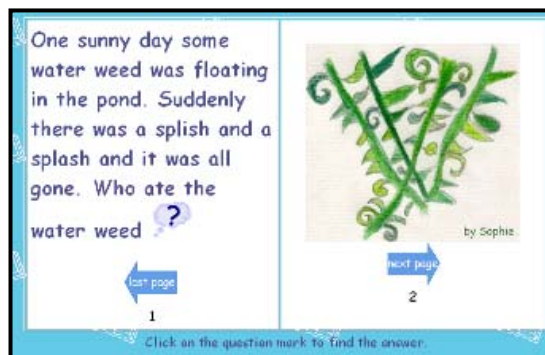 One sunny day some
water weed was floating
in the pond. Suddenly
there was a splish and a
splash and it was all
gone. Who ate the
water weed ?
last page
1
by Sophie
next page
2
Click on the question mark to find the answer.